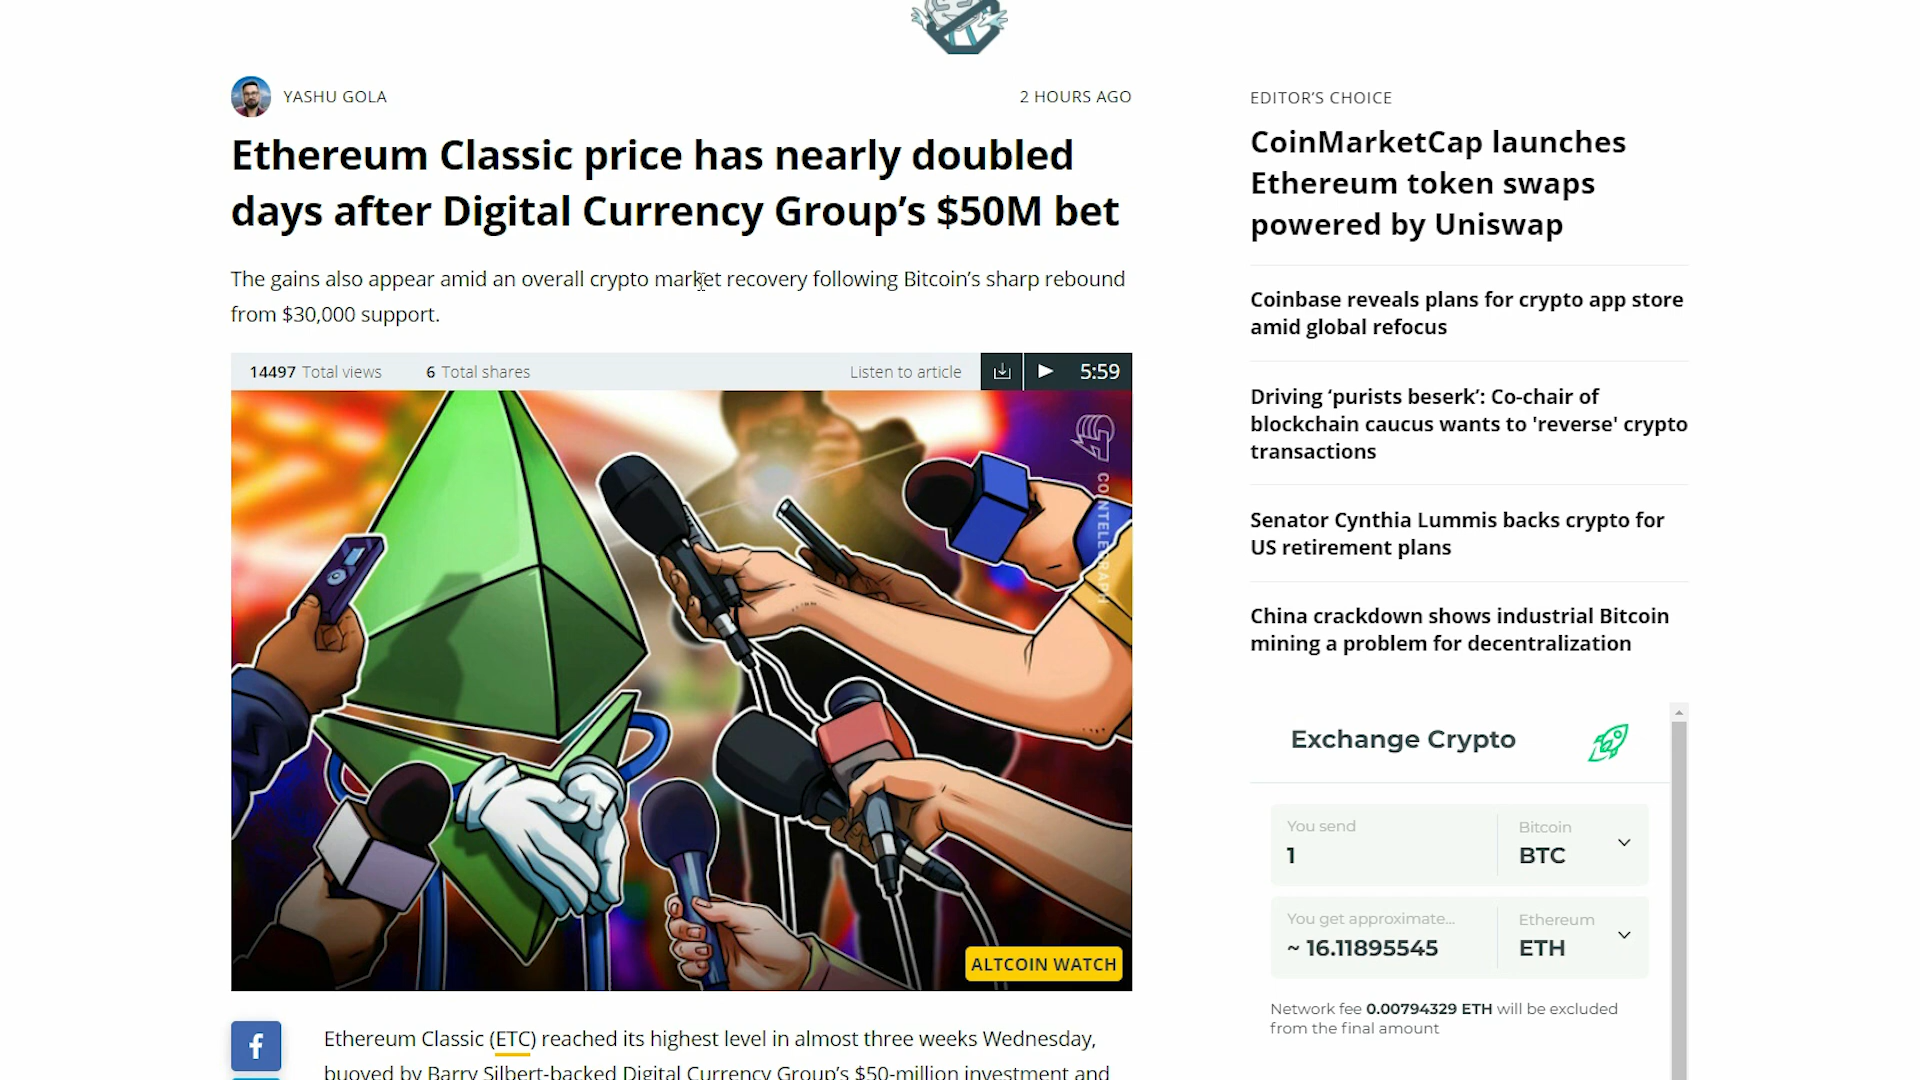 YASHU GOLA
2 HOURS AGO
Ethereum Classic price has nearly doubled
days after Digital Currency Group’s $50M bet
The gains also appear amid an overall crypto market recovery following Bitcoin’s sharp rebound
from $30,000 support.
14497 Total views
6 Total shares
Listen to article
5:59
COINTELEGRAPH
ALTCOIN WATCH
Ethereum Classic (ETC) reached its highest level in almost three weeks Wednesday,
buoyed by Barry Silbert-backed Digital Currency Group’s $50-million investment and
EDITOR’S CHOICE
CoinMarketCap launches
Ethereum token swaps
powered by Uniswap
Coinbase reveals plans for crypto app store
amid global refocus
Driving ‘purists beserk’: Co-chair of
blockchain caucus wants to 'reverse' crypto
transactions
Senator Cynthia Lummis backs crypto for
US retirement plans
China crackdown shows industrial Bitcoin
mining a problem for decentralization
Exchange Crypto
You send
1
Bitcoin
BTC
You get approximate...
~ 16.11895545
Ethereum
ETH
Network fee 0.00794329 ETH will be excluded
from the final amount